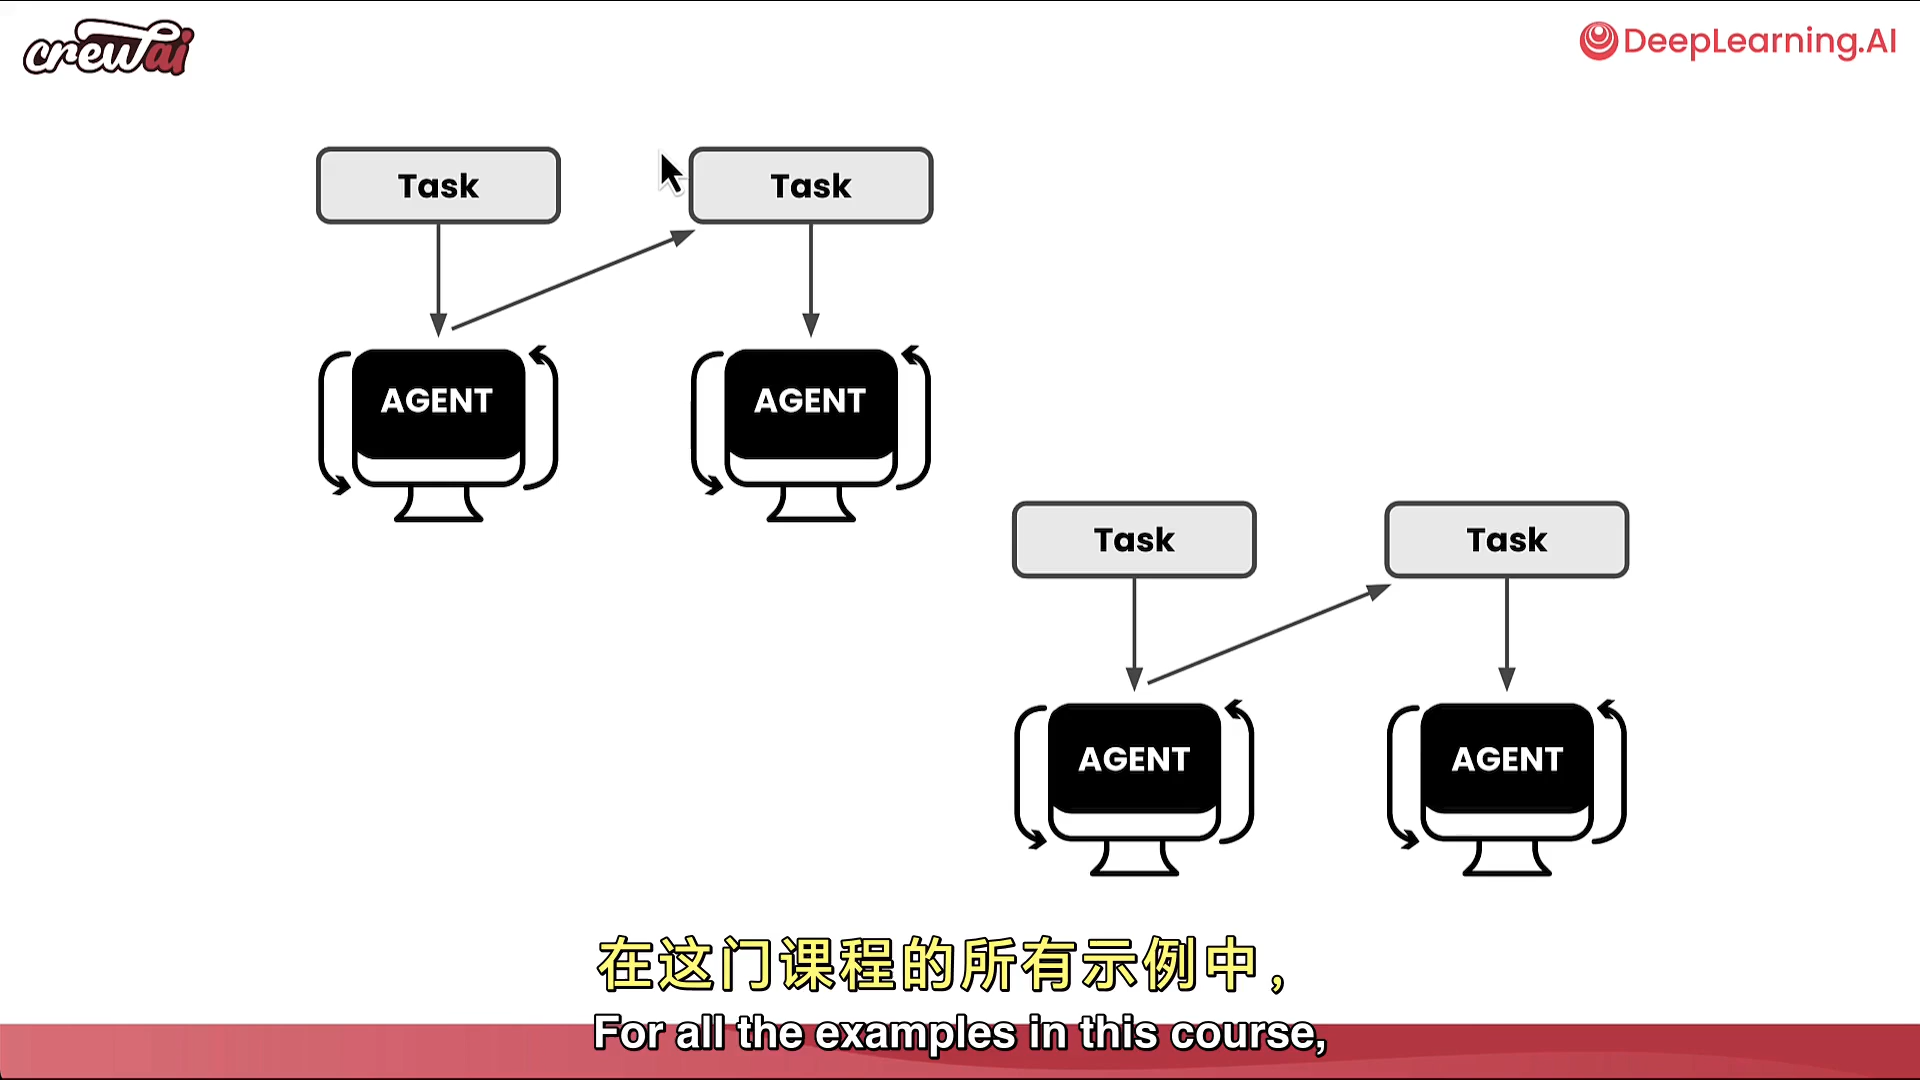 crewai
DeepLearning.AI
Task
Task
AGENT
AGENT
Task
Task
AGENT
AGENT
在这门课程的所有示例中，
For all the examples in this course,